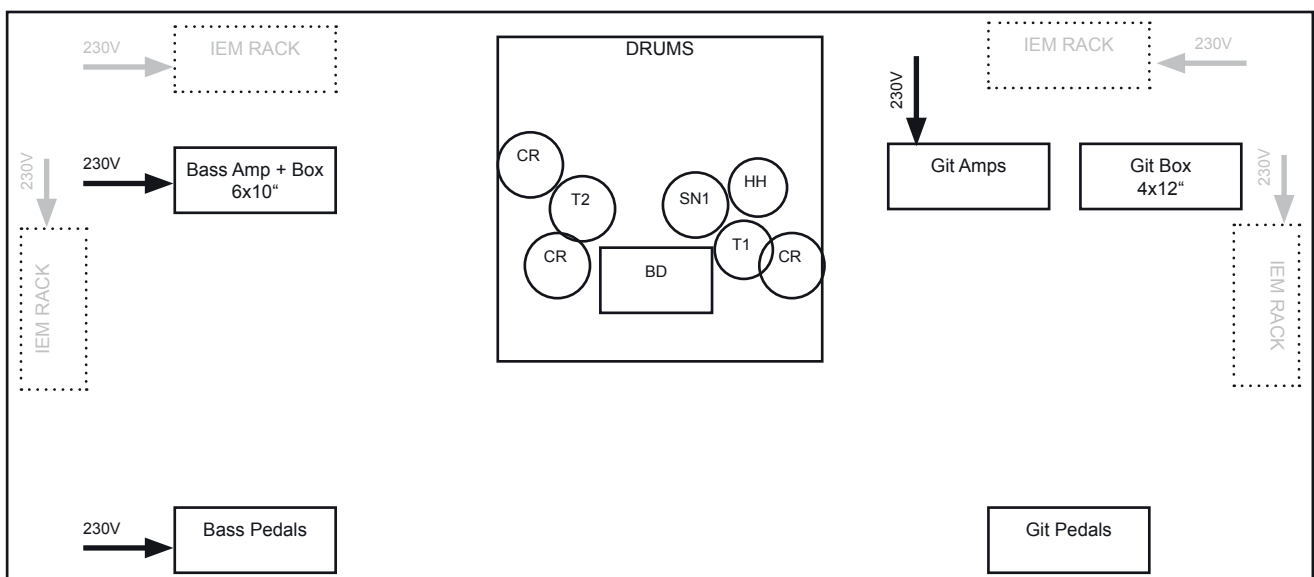 230V
IEM RACK
DRUMS
IEM RACK
230V
230V
230V
230V
Bass Amp + Box
6x10“
CR
T2
CR
BD
SN1
HH
T1
CR
Git Amps
Git Box
4x12“
230V
IEM RACK
IEM RACK
230V
Bass Pedals
Git Pedals